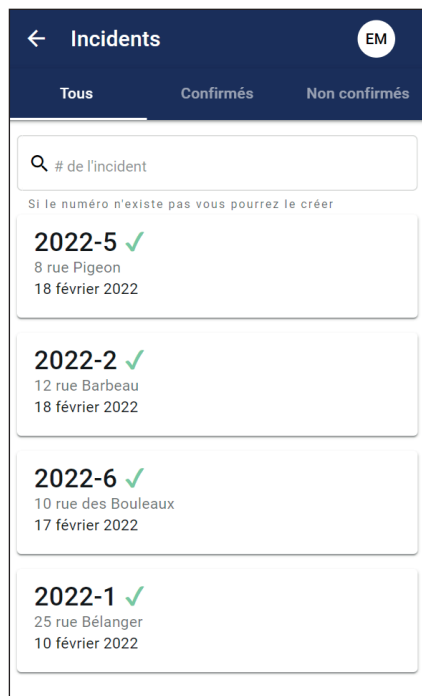 Incidents
EM
Tous Confirmés Non confirmés
# de l'incident
Si le numéro n'existe pas vous pourrez le créer
2022-5
8 rue Pigeon
18 février 2022
2022-2
12 rue Barbeau
18 février 2022
2022-6
10 rue des Bouleaux
17 février 2022
2022-1
25 rue Bélanger
10 février 2022